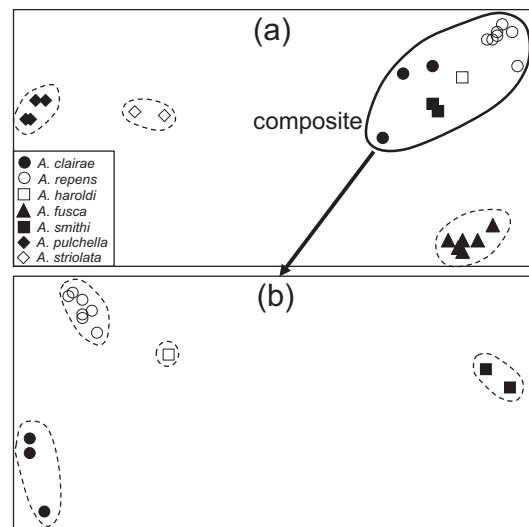 (a)
composite
A. clairae
A. repens
A. haroldi
A. fusca
A. smithi
A. pulchella
A. striolata
(b)